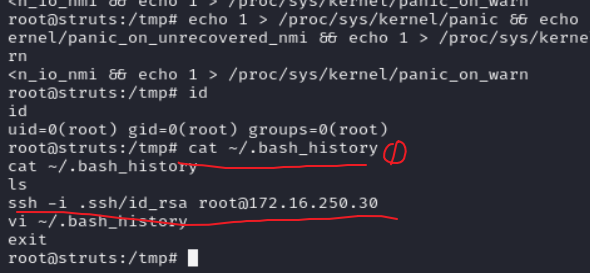 <n_io_nmi && echo 1 > /proc/sys/kernel/panic_on_warn
root@struts:/tmp# echo 1 > /proc/sys/kernel/panic && echo
ernel/panic_on_unrecovered_nmi && echo 1 > /proc/sys/kerne
rn
<n_io_nmi && echo 1 > /proc/sys/kernel/panic_on_warn
root@struts:/tmp# id
id
uid=0(root) gid=0(root) groups=0(root)
root@struts:/tmp# cat ~/.bash_history
cat ~/.bash_history
ls
ssh -i .ssh/id_rsa root@172.16.250.30
vi ~/.bash_history
exit
root@struts:/tmp#